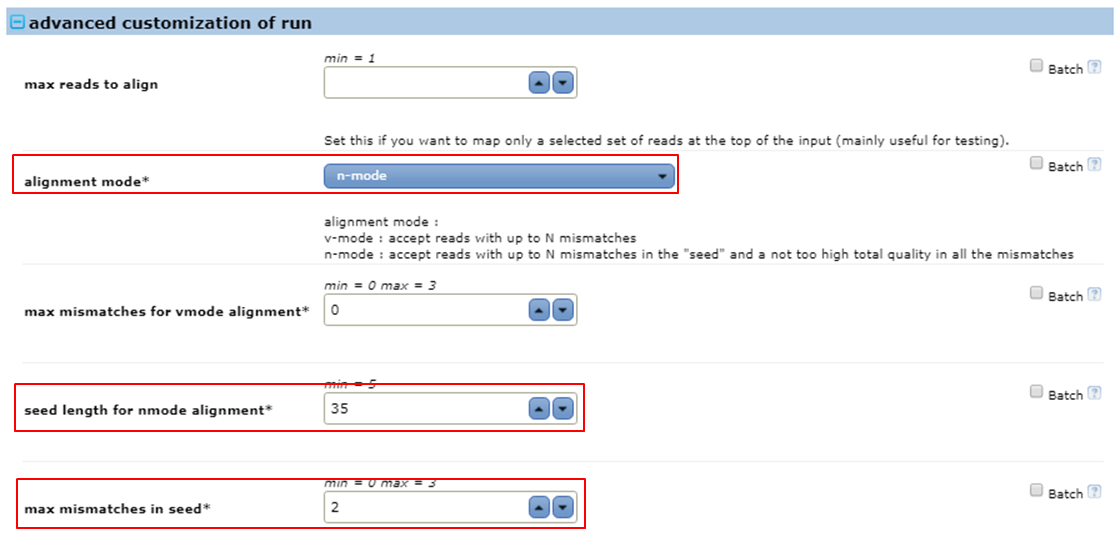 advanced customization of run
min = 1
max reads to align
Batch ?
Set this if you want to map only a selected set of reads at the top of the input (mainly useful for testing).
alignment mode*
n-mode
Batch ?
alignment mode :
v-mode : accept reads with up to N mismatches
n-mode : accept reads with up to N mismatches in the "seed" and a not too high total quality in all the mismatches
min = 0 max = 3
max mismatches for vmode alignment*
0
Batch ?
min = 5
seed length for nmode alignment*
35
Batch ?
min = 0 max = 3
max mismatches in seed*
2
Batch ?